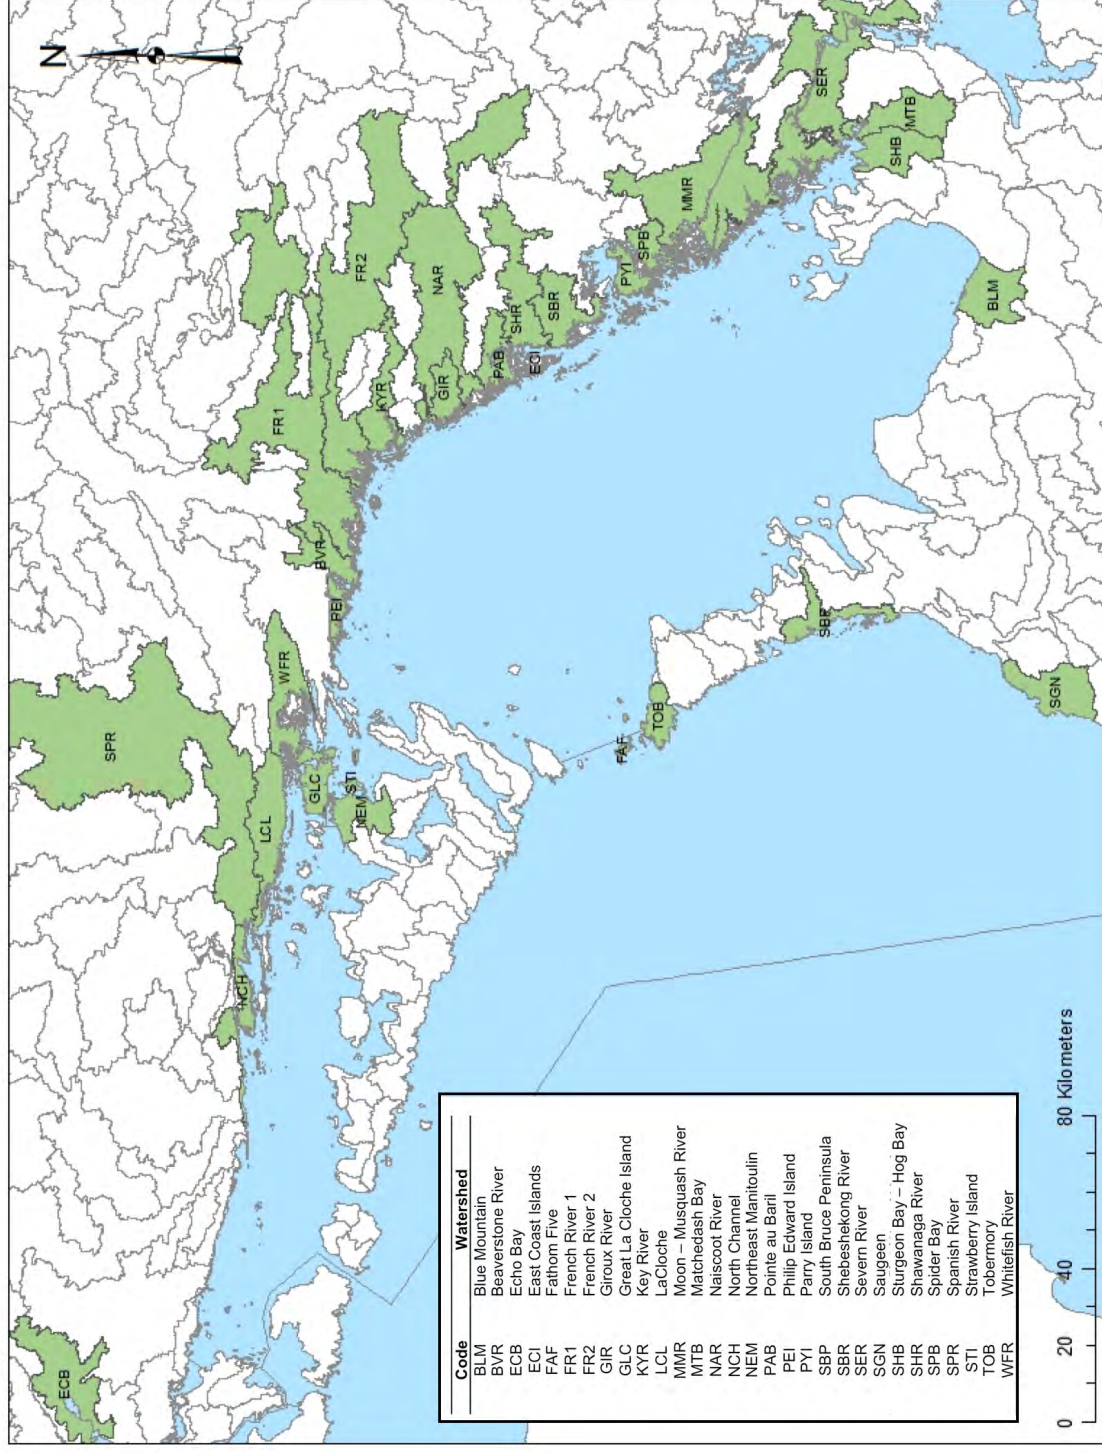 N
ECB
SPR
NCH
LCL
FR1
WFR
GLC
BVR
PEI
STI
NEM
FR2
KYR
NAR
GIR
PAB
SHR
ECI
SBR
FAF
PYI
SPB
TOB
MMR
SER
SBR
SHB
MTB
BLM
SGN
Code Watershed
BLM Blue Mountain
BVR Beaverstone River
ECB Echo Bay
ECI East Coast Islands
FAF Fathom Five
FR1 French River 1
FR2 French River 2
GIR Giroux River
GLC Great La Cloche Island
KYR Key River
LCL LaCloche
MMR Moon – Musquash River
MTB Matchedash Bay
NAR Naiscoot River
NCH North Channel
NEM Northeast Manitoulin
PAB Pointe au Baril
PEI Philip Edward Island
PYI Parry Island
SBP South Bruce Peninsula
SBR Shebeshekong River
SER Severn River
SGN Saugeen
SHB Sturgeon Bay – Hog Bay
SHR Shawanaga River
SPB Spider Bay
SPR Spanish River
STI Strawberry Island
TOB Tobermory
WFR Whitefish River
0 20 40 80 Kilometers